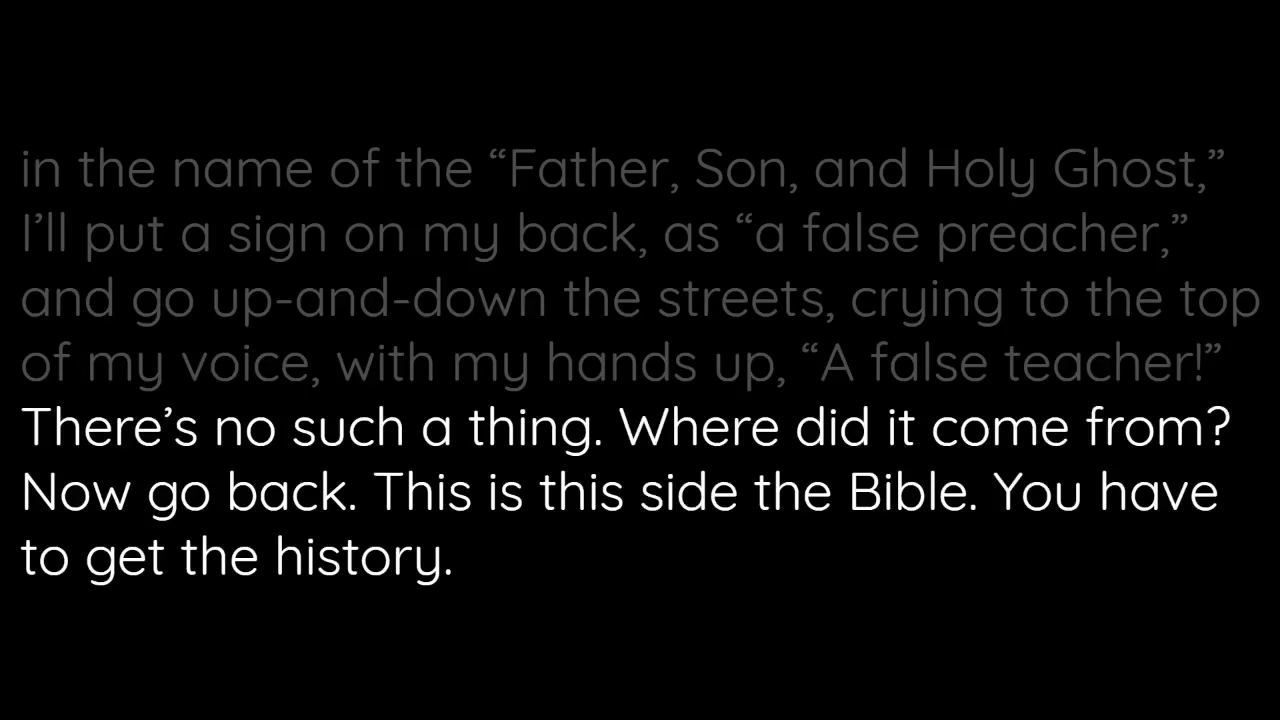 in the name of the “Father, Son, and Holy Ghost,”
I’ll put a sign on my back, as “a false preacher,”
and go up-and-down the streets, crying to the top
of my voice, with my hands up, “A false teacher!”
There’s no such a thing. Where did it come from?
Now go back. This is this side the Bible. You have
to get the history.